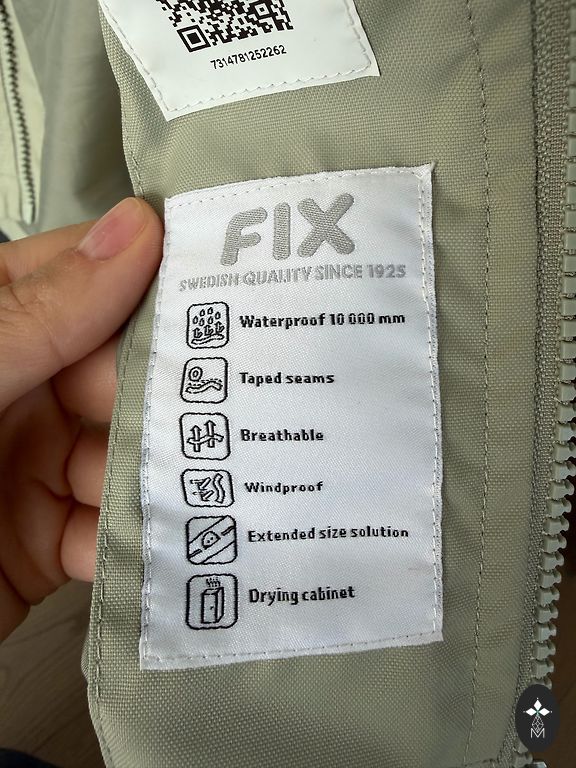 7314781252262
FIX
SWEDISH QUALITY SINCE 1925
Waterproof 10 000 mm
Taped seams
Breathable
Windproof
Extended size solution
Drying cabinet
M